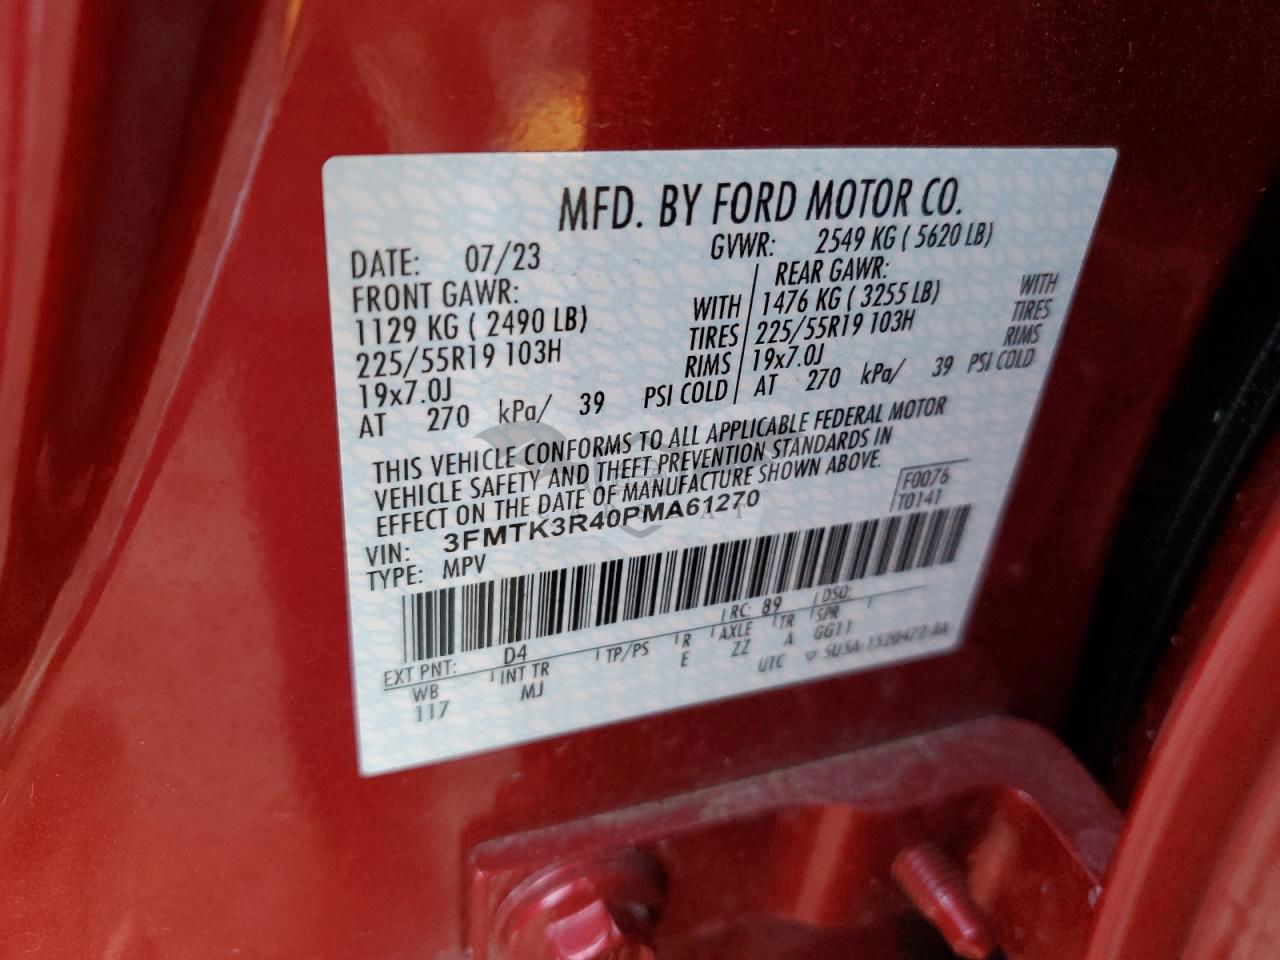 MFD. BY FORD MOTOR CO.
DATE: 07/23 GVWR: 2549 KG ( 5620 LB)
FRONT GAWR: REAR GAWR:
1129 KG ( 2490 LB) WITH 1476 KG ( 3255 LB) WITH
225/55R19 103H TIRES 225/55R19 103H TIRES
19x7.0J RIMS 19x7.0J RIMS
AT 270 kPa/ 39 PSI COLD AT 270 kPa/ 39 PSI COLD
THIS VEHICLE CONFORMS TO ALL APPLICABLE FEDERAL MOTOR
VEHICLE SAFETY AND THEFT PREVENTION STANDARDS IN
EFFECT ON THE DATE OF MANUFACTURE SHOWN ABOVE.
F0076
T0141
VIN: 3FMTK3R40PMA61270
TYPE: MPV
EXT PNT: D4 RC: 89 DSO:
WB INT TR TP/PS R AXLE TR SPR
117 MJ E ZZ A GG11
UTC